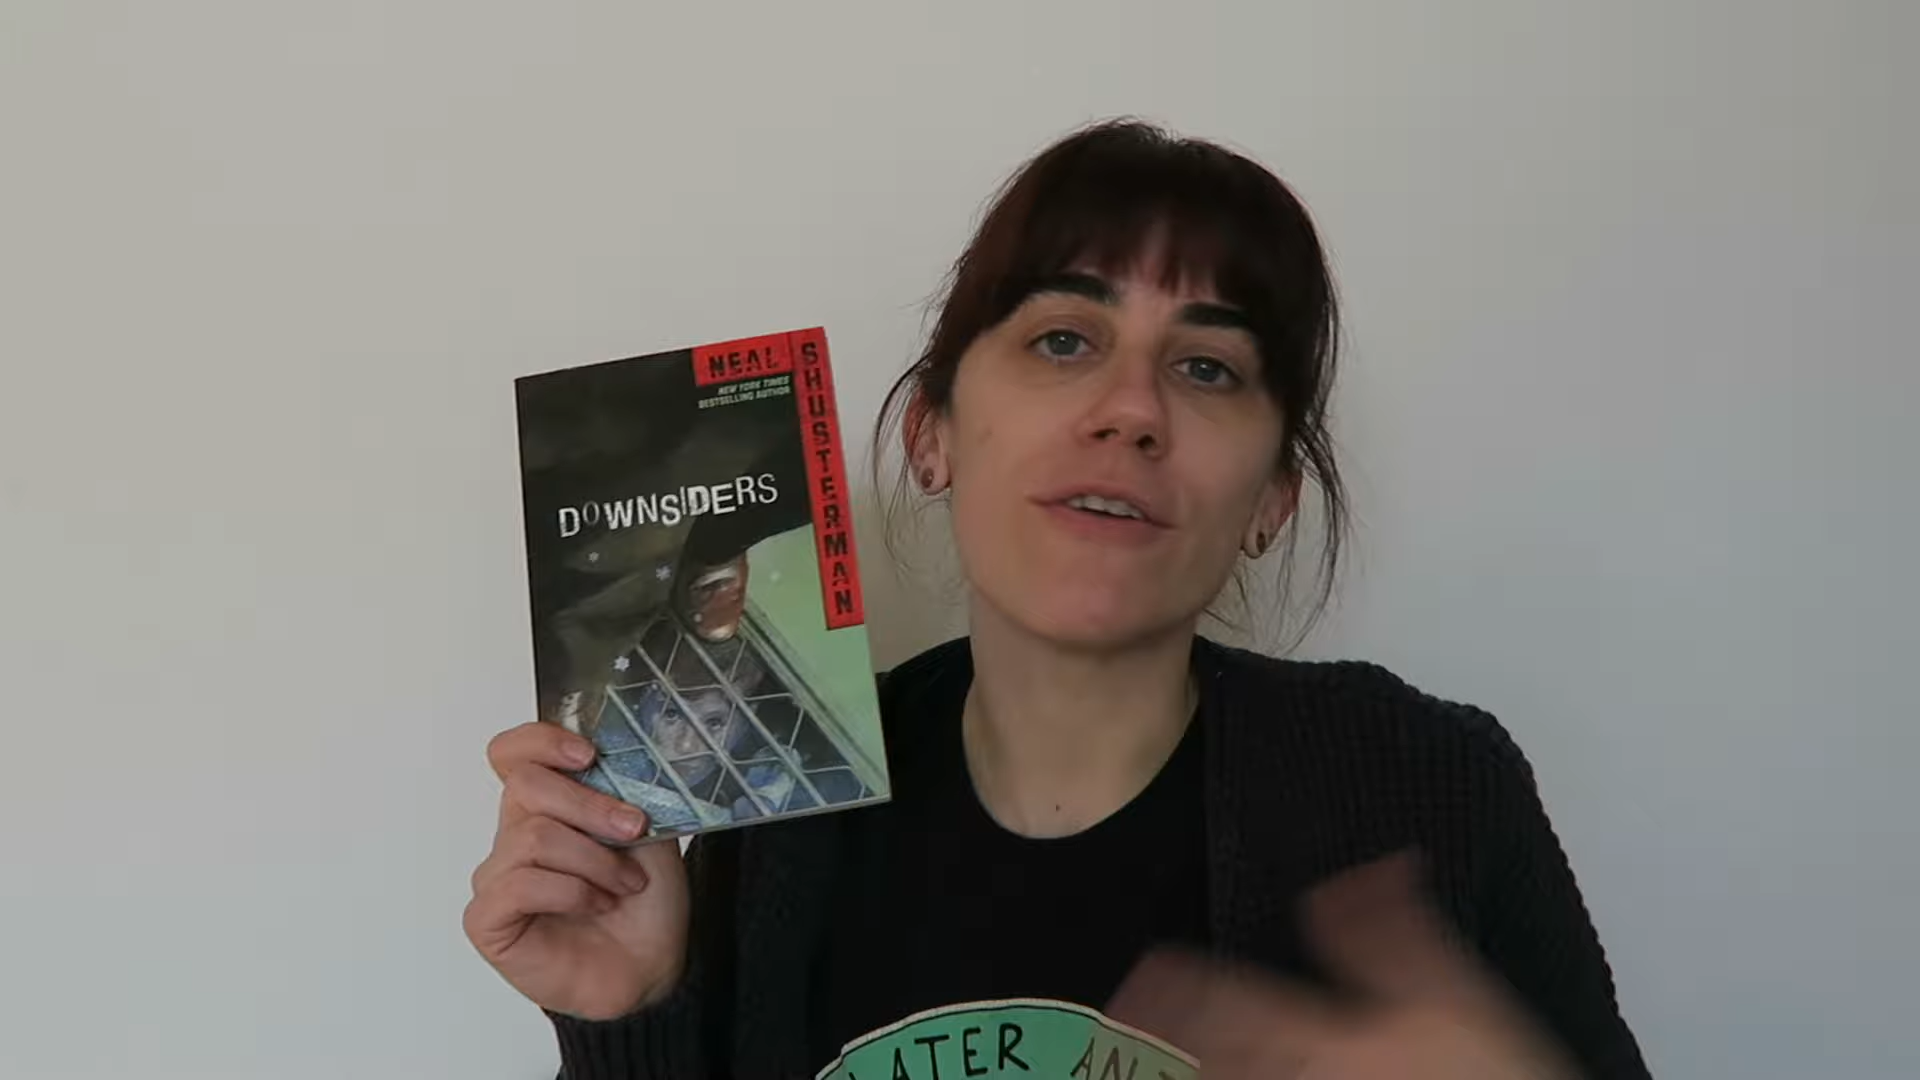 NEAL
SHUSTERMAN
NEW YORK TIMES
BESTSELLING AUTHOR
DOWNSIDERS
LATER